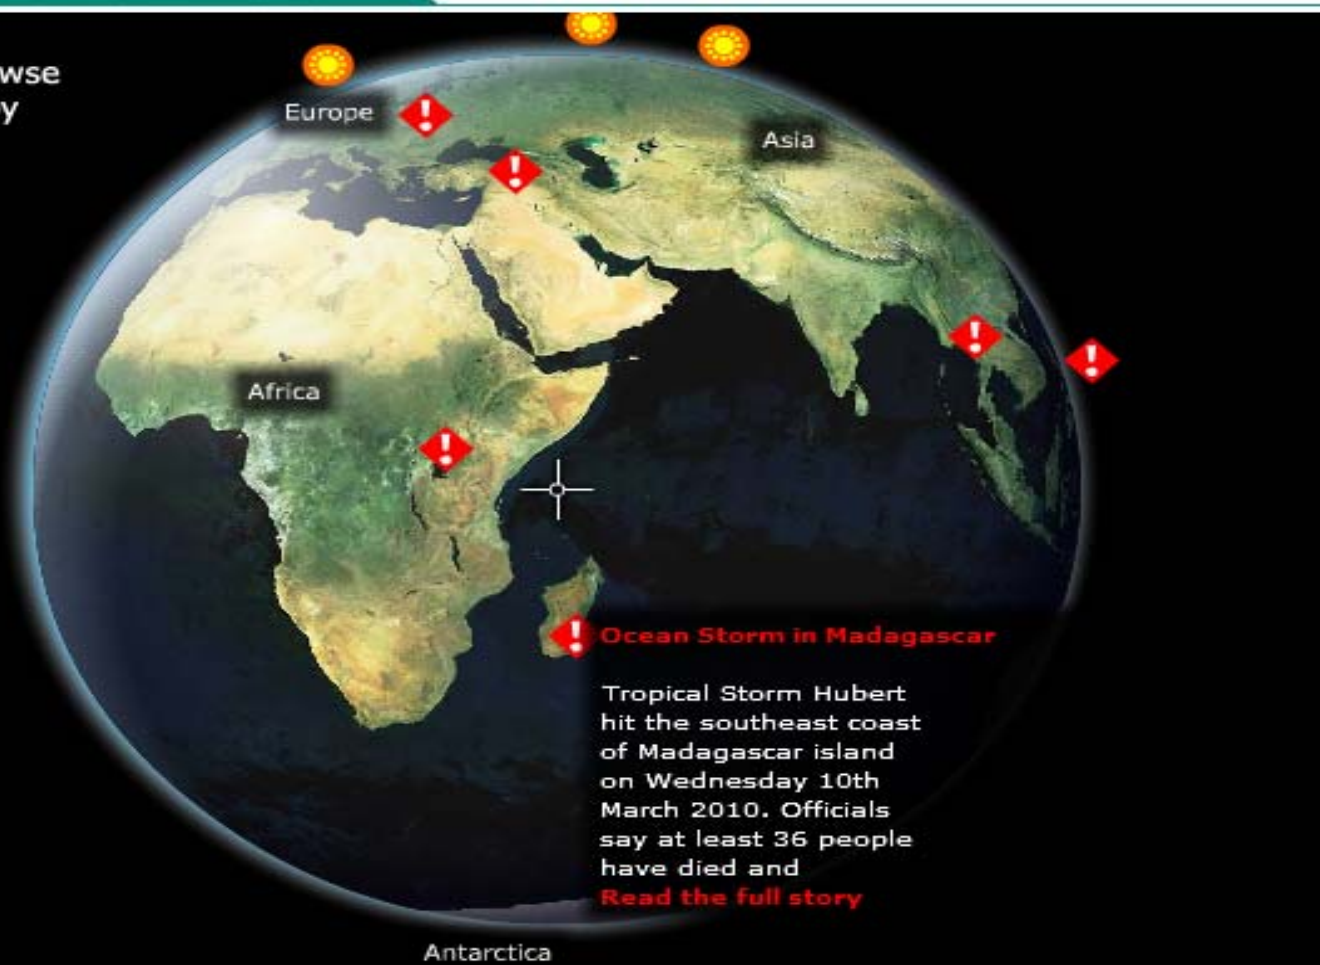 wse
y
Europe
Asia
Africa
Ocean Storm in Madagascar
Tropical Storm Hubert
hit the southeast coast
of Madagascar island
on Wednesday 10th
March 2010. Officials
say at least 36 people
have died and
Read the full story
Antarctica